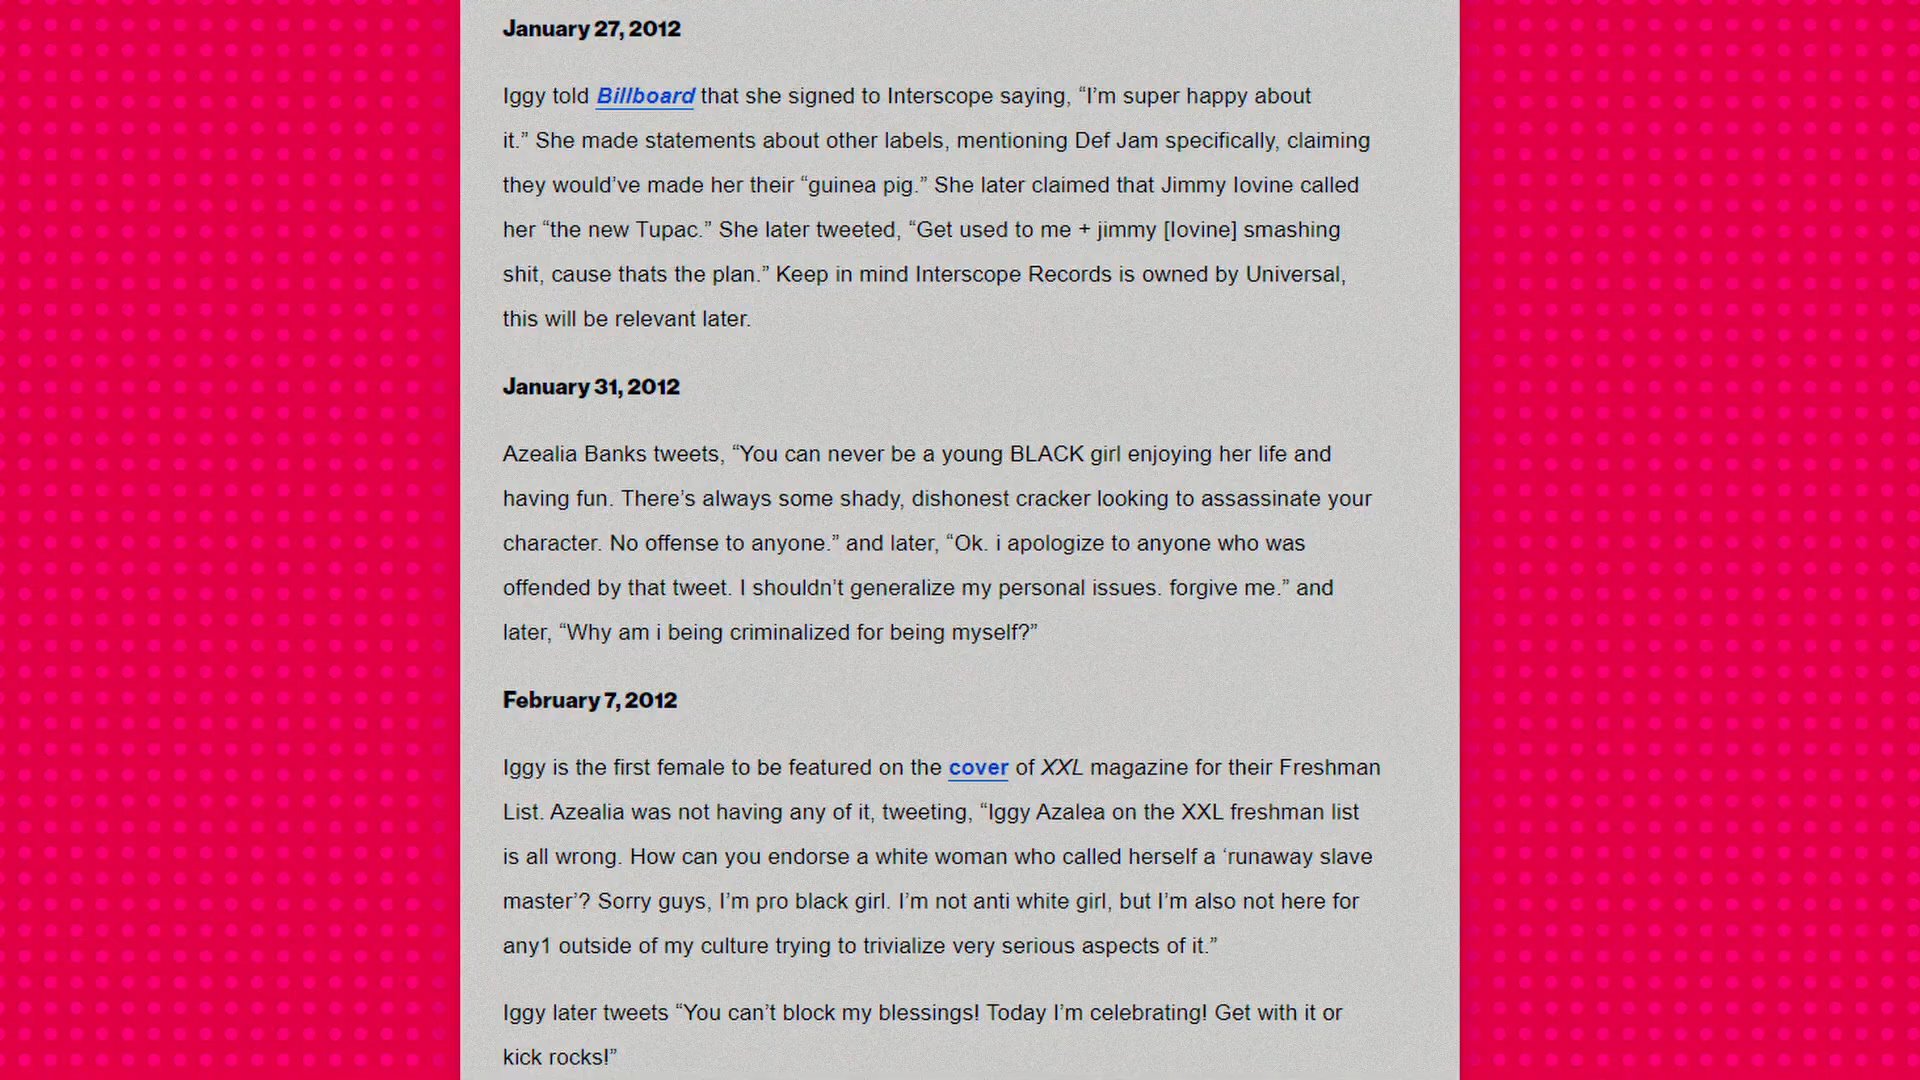 January 27, 2012
Iggy told Billboard that she signed to Interscope saying, “I’m super happy about
it.” She made statements about other labels, mentioning Def Jam specifically, claiming
they would’ve made her their “guinea pig.” She later claimed that Jimmy Iovine called
her “the new Tupac.” She later tweeted, “Get used to me + jimmy [Iovine] smashing
shit, cause thats the plan.” Keep in mind Interscope Records is owned by Universal,
this will be relevant later.
January 31, 2012
Azealia Banks tweets, “You can never be a young BLACK girl enjoying her life and
having fun. There’s always some shady, dishonest cracker looking to assassinate your
character. No offense to anyone.” and later, “Ok. i apologize to anyone who was
offended by that tweet. I shouldn’t generalize my personal issues. forgive me.” and
later, “Why am i being criminalized for being myself?”
February 7, 2012
Iggy is the first female to be featured on the cover of XXL magazine for their Freshman
List. Azealia was not having any of it, tweeting, “Iggy Azalea on the XXL freshman list
is all wrong. How can you endorse a white woman who called herself a ‘runaway slave
master’? Sorry guys, I’m pro black girl. I’m not anti white girl, but I’m also not here for
any1 outside of my culture trying to trivialize very serious aspects of it.”
Iggy later tweets “You can’t block my blessings! Today I’m celebrating! Get with it or
kick rocks!”